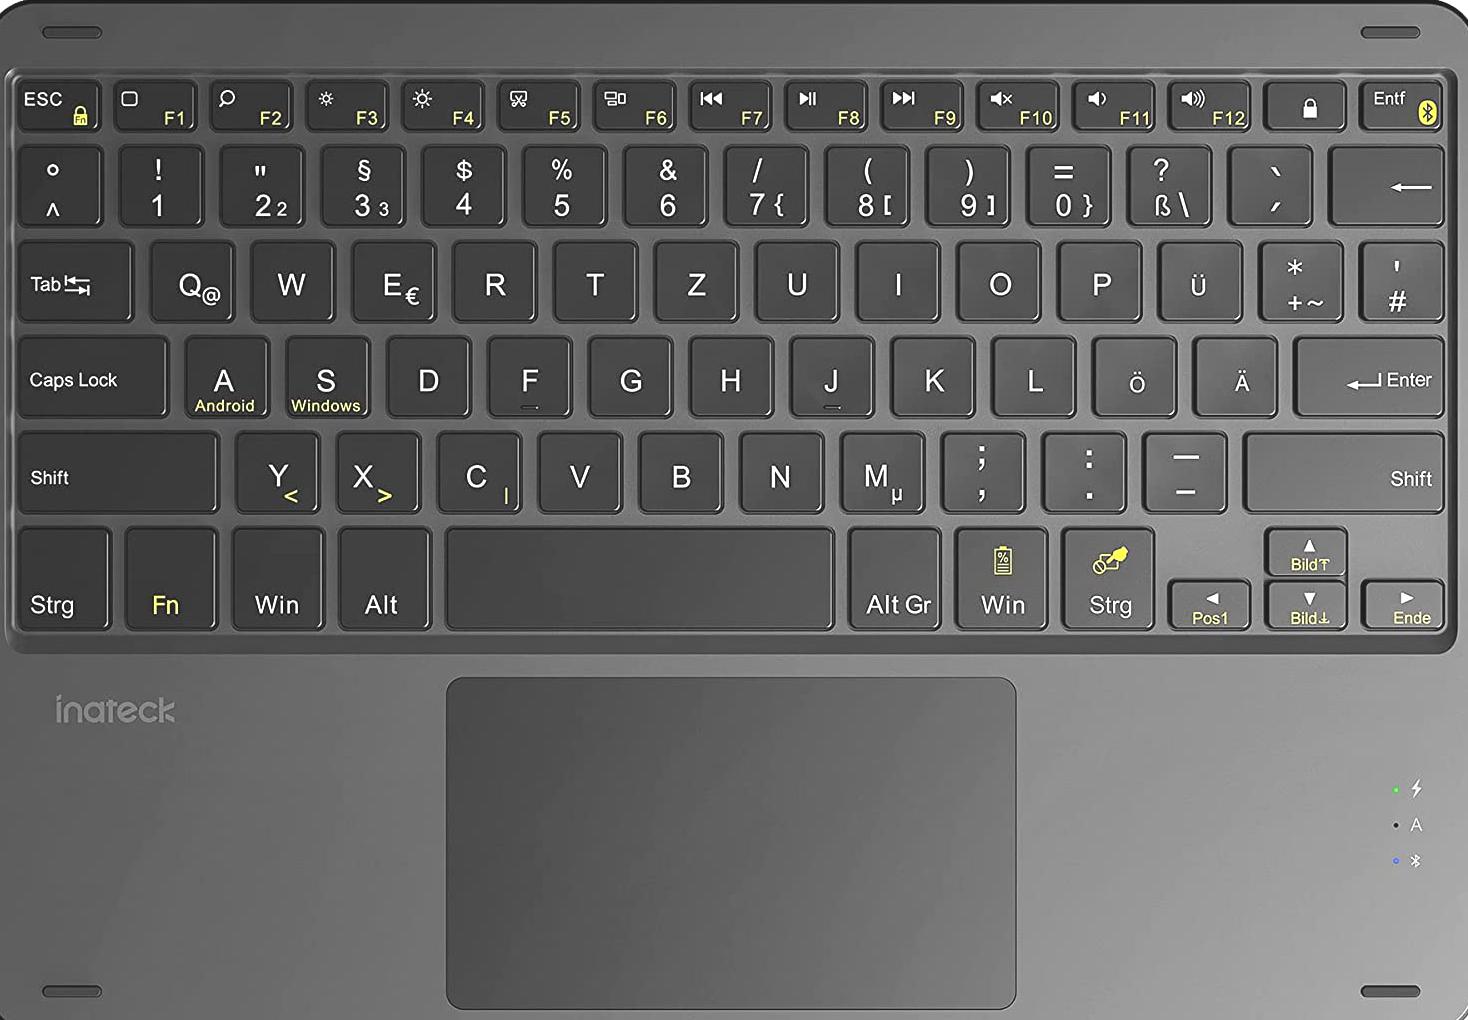 ESC Fn F1 F2 F3 F4 F5 F6 F7 F8 F9 F10 F11 F12 Entf
° ! " § $ % & / ( ) = ? `
^ 1 2 2 3 3 4 5 6 7 { 8 [ 9 ] 0 } ß \ ´
Tab Q @ W E € R T Z U I O P Ü * + ~ ' #
Caps Lock A S D F G H J K L Ö Ä Enter
Android Windows
Shift Y < X > C | V B N M µ ; , : . — – Shift
% ▲ Bild
Strg Fn Win Alt Alt Gr Win Strg ◄ Pos1 ▼ Bild ► Ende
inateck
A